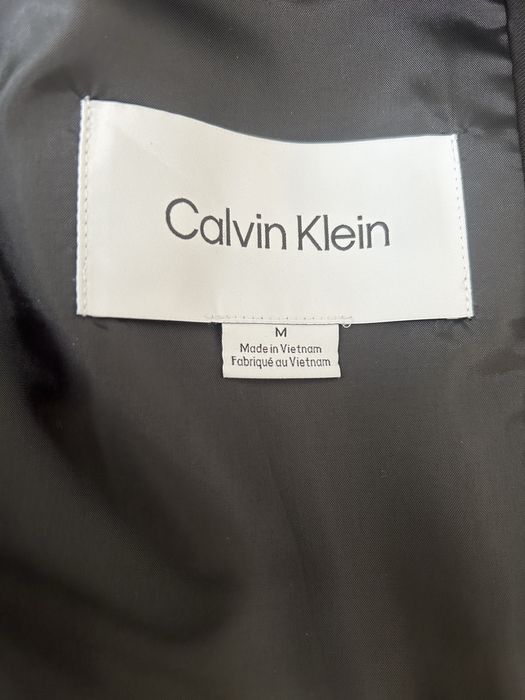 Calvin Klein
M
Made in Vietnam
Fabriqué au Vietnam